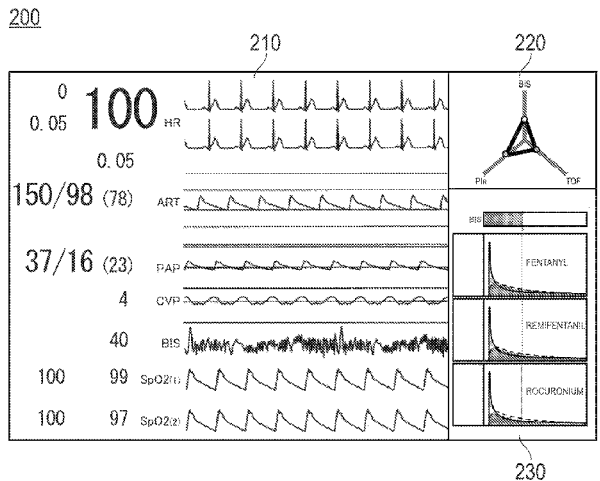 200
210
220
0
0.05
100
HR
0.05
150/98 (78) ART
37/16 (23) PAP
4 CVP
40 BIS
100 99 SpO2(1)
100 97 SpO2(2)
BIS
PIR
TOF
BIS
FENTANYL
REMIFENTANIL
ROCURONIUM
230